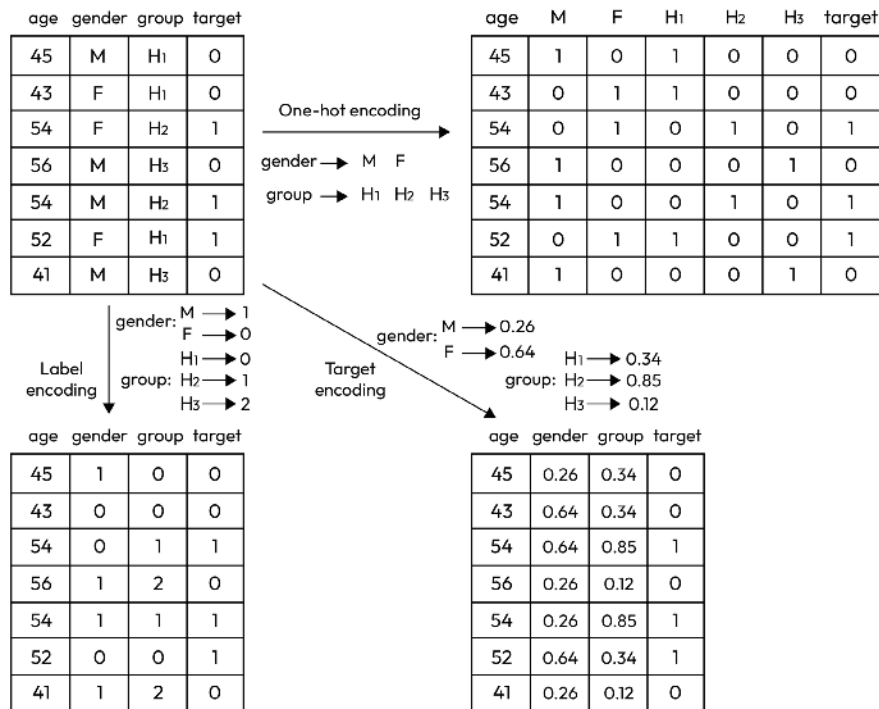 age gender group target
45 M H1 0
43 F H1 0
54 F H2 1
56 M H3 0
54 M H2 1
52 F H1 1
41 M H3 0
One-hot encoding
gender M F
group H1 H2 H3
age M F H1 H2 H3 target
45 1 0 1 0 0 0
43 0 1 1 0 0 0
54 0 1 0 1 0 1
56 1 0 0 0 1 0
54 1 0 0 1 0 1
52 0 1 1 0 0 1
41 1 0 0 0 1 0
Label
encoding
gender: M 1
F 0
H1 0
group: H2 1
H3 2
Target
encoding
gender: M 0.26
F 0.64
H1 0.34
group: H2 0.85
H3 0.12
age gender group target
45 1 0 0
43 0 0 0
54 0 1 1
56 1 2 0
54 1 1 1
52 0 0 1
41 1 2 0
age gender group target
45 0.26 0.34 0
43 0.64 0.34 0
54 0.64 0.85 1
56 0.26 0.12 0
54 0.26 0.85 1
52 0.64 0.34 1
41 0.26 0.12 0